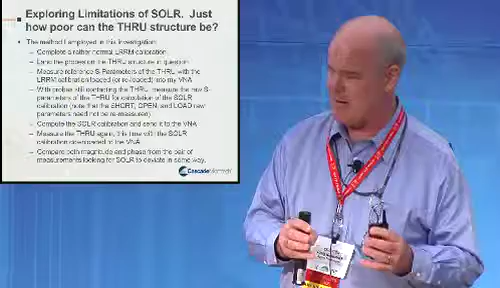 Exploring Limitations of SOLR. Just
how poor can the THRU structure be?
The method I employed in this investigation:
Complete a rather normal LRRM calibration
Land the probes on the THRU structure in question
Measure reference S-Parameters of the THRU with the
LRRM calibration loaded (or re-loaded) into my VNA
With probes still contacting the THRU, measure the raw S-
parameters of the THRU for calculation of the SOLR
calibration (note that the SHORT, OPEN, and LOAD raw
parameters need not be re-measured)
Compute the SOLR calibration and send it to the VNA
Measure the THRU again, this time with the SOLR
calibration downloaded to the VNA
Compare both magnitude and phase from the pair of
measurements looking for SOLR to deviate in some way.
Cascade Microtech